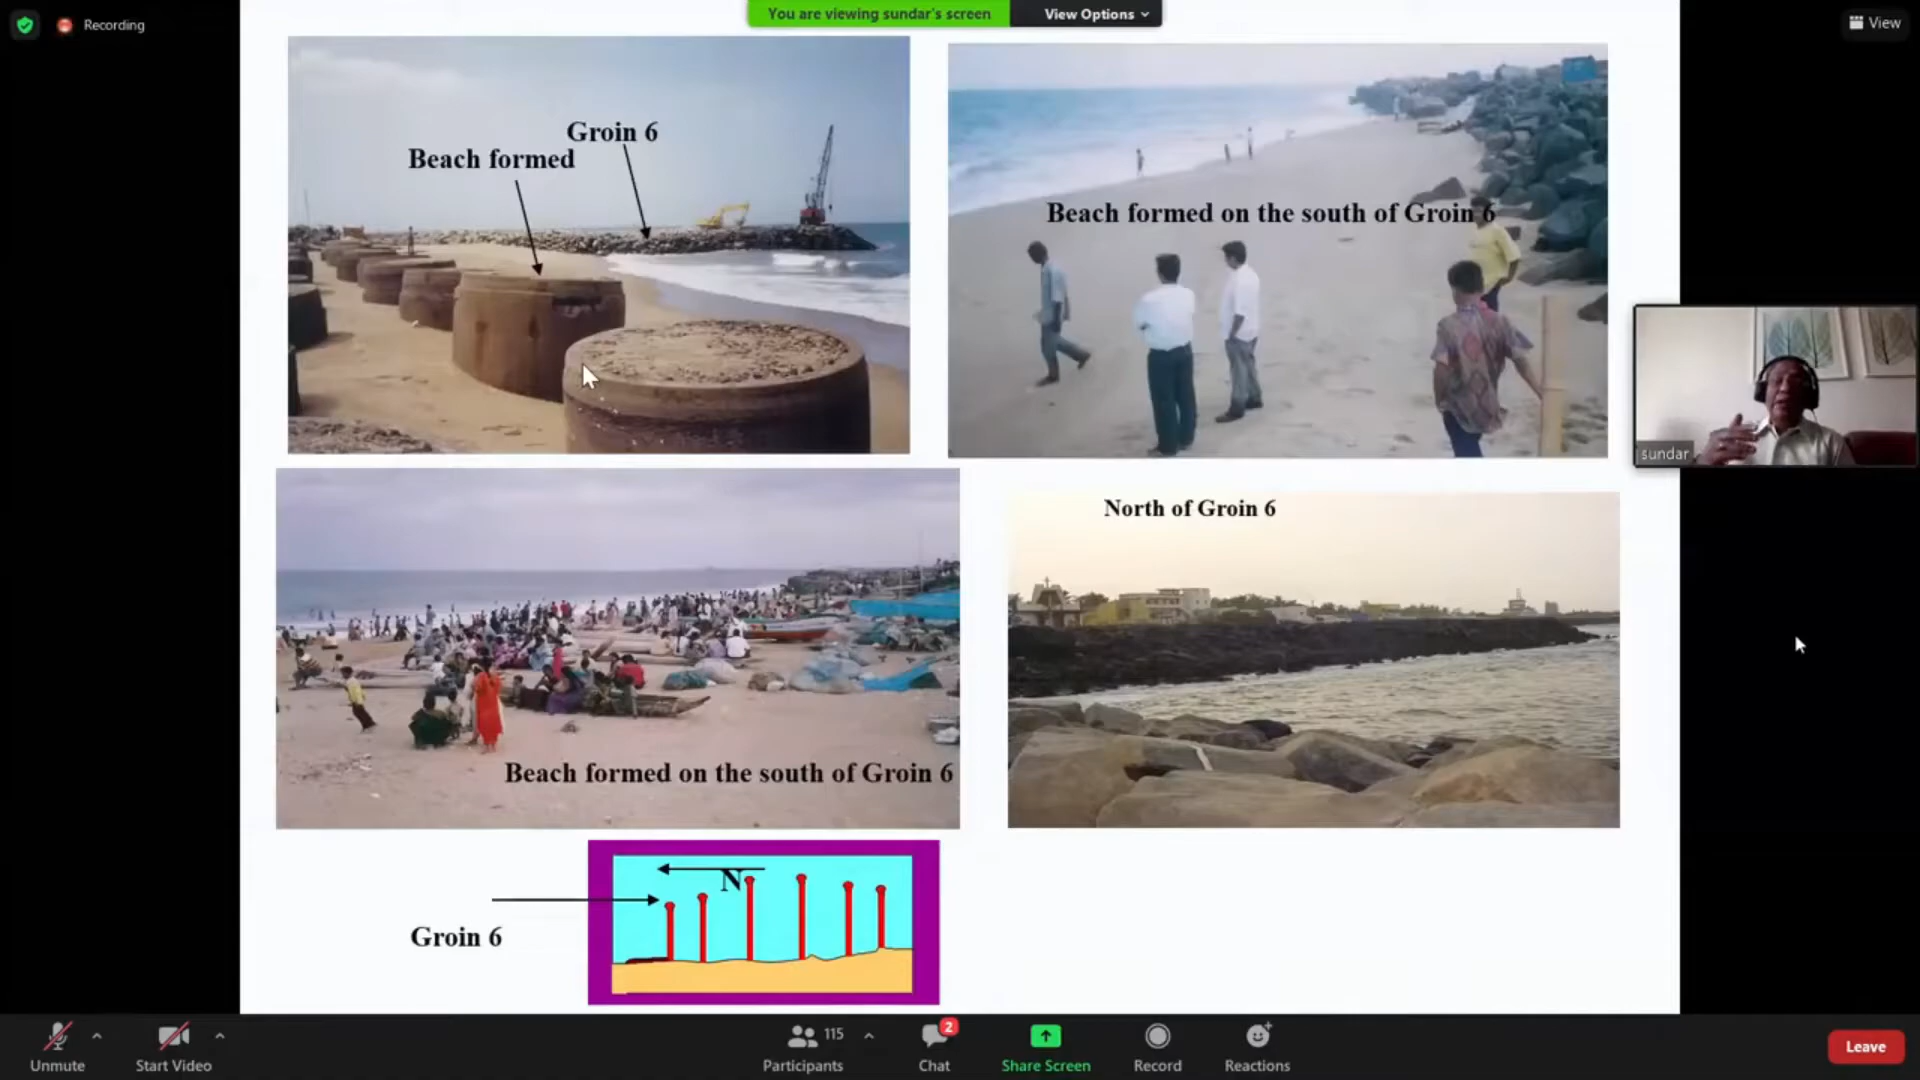 Recording
You are viewing sundar's screen
View Options
View
Groin 6
Beach formed
Beach formed on the south of Groin 6
sundar
Beach formed on the south of Groin 6
North of Groin 6
N
Groin 6
Unmute
Start Video
115
Participants
2
Chat
Share Screen
Record
Reactions
Leave